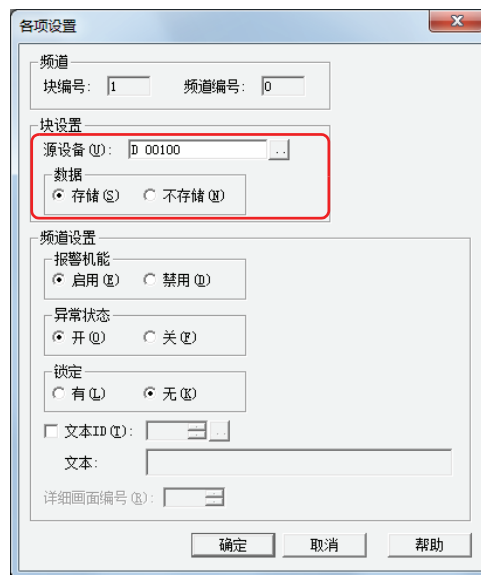 各项设置
频道
块编号: 1 频道编号: 0
块设置
源设备(U): D 00100 ..
数据
存储(S) 不存储(N)
频道设置
报警机能
启用(E) 禁用(D)
异常状态
开(O) 关(F)
锁定
有(L) 无(K)
文本ID(T): ..
文本:
详细画面编号(R):
确定 取消 帮助